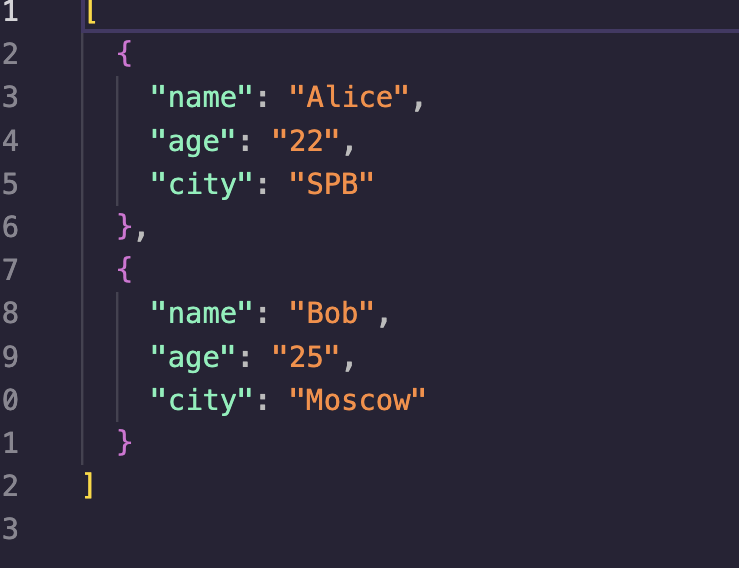 1 [
2   {
3     "name": "Alice",
4     "age": "22",
5     "city": "SPB"
6   },
7   {
8     "name": "Bob",
9     "age": "25",
0     "city": "Moscow"
1   }
2 ]
3